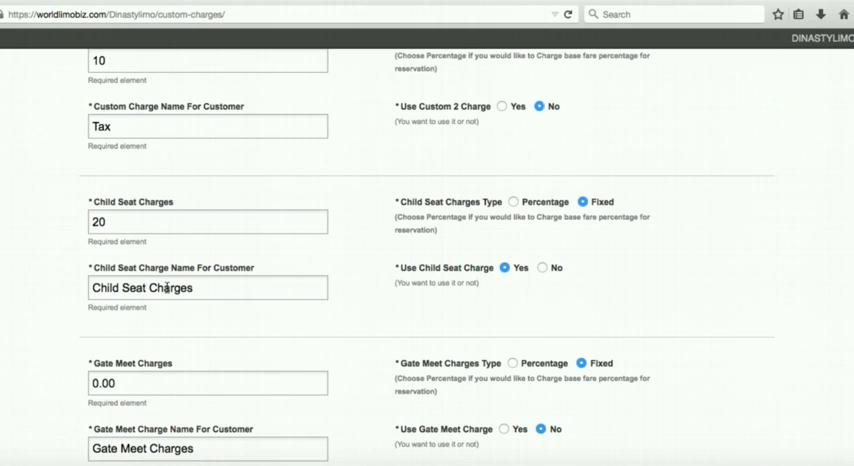 https://worldlimobiz.com/Dinastylimo/custom-charges/
Search
DINASTYLIMO
10
(Choose Percentage if you would like to Charge base fare percentage for
reservation)
Required element
* Custom Charge Name For Customer
* Use Custom 2 Charge Yes No
Tax
(You want to use it or not)
Required element
* Child Seat Charges
* Child Seat Charges Type Percentage Fixed
20
(Choose Percentage if you would like to Charge base fare percentage for
reservation)
Required element
* Child Seat Charge Name For Customer
* Use Child Seat Charge Yes No
Child Seat Charges
(You want to use it or not)
Required element
* Gate Meet Charges
* Gate Meet Charges Type Percentage Fixed
0.00
(Choose Percentage if you would like to Charge base fare percentage for
reservation)
Required element
* Gate Meet Charge Name For Customer
* Use Gate Meet Charge Yes No
Gate Meet Charges
(You want to use it or not)